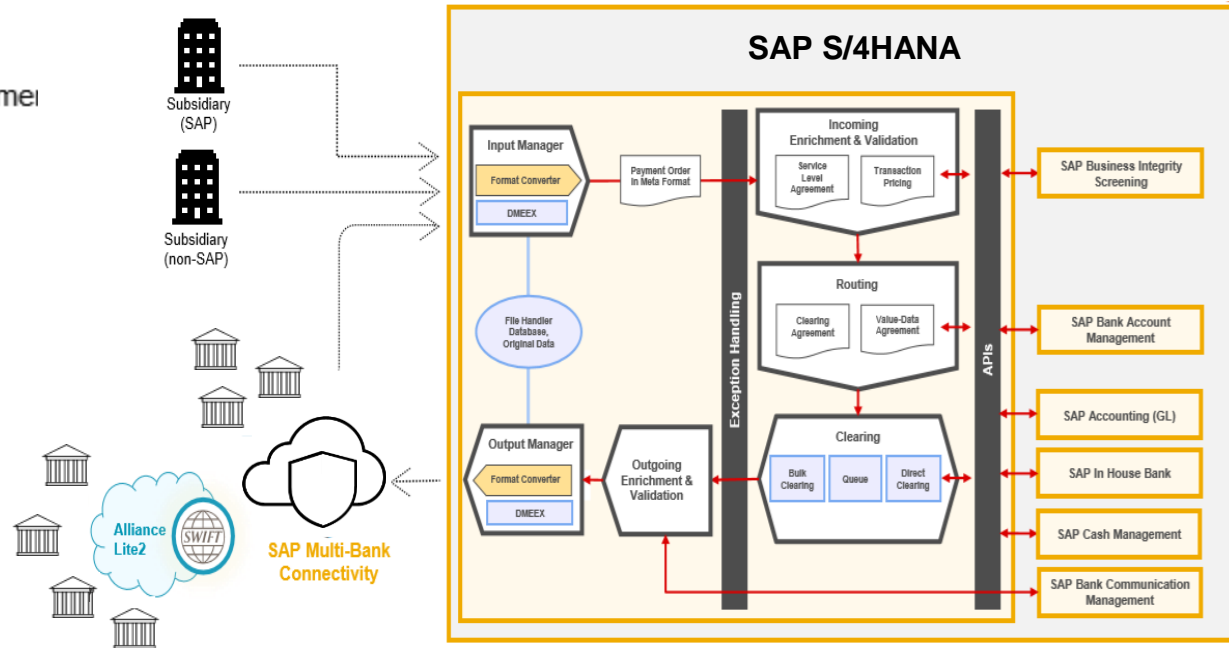 SAP S/4HANA
Subsidiary
(SAP)
Subsidiary
(non-SAP)
Input Manager
Format Converter
DMEEX
Payment Order
In Meta Format
Incoming
Enrichment & Validation
Service
Level
Agreement
Transaction
Pricing
SAP Business Integrity
Screening
File Handler
Database,
Original Data
Exception Handling
Routing
Clearing
Agreement
Value-Data
Agreement
APIs
SAP Bank Account
Management
SAP Accounting (GL)
Output Manager
Format Converter
DMEEX
Outgoing
Enrichment &
Validation
Clearing
Bulk
Clearing
Queue
Direct
Clearing
SAP In House Bank
SAP Cash Management
SAP Bank Communication
Management
Alliance
Lite2
SWIFT
SAP Multi-Bank
Connectivity